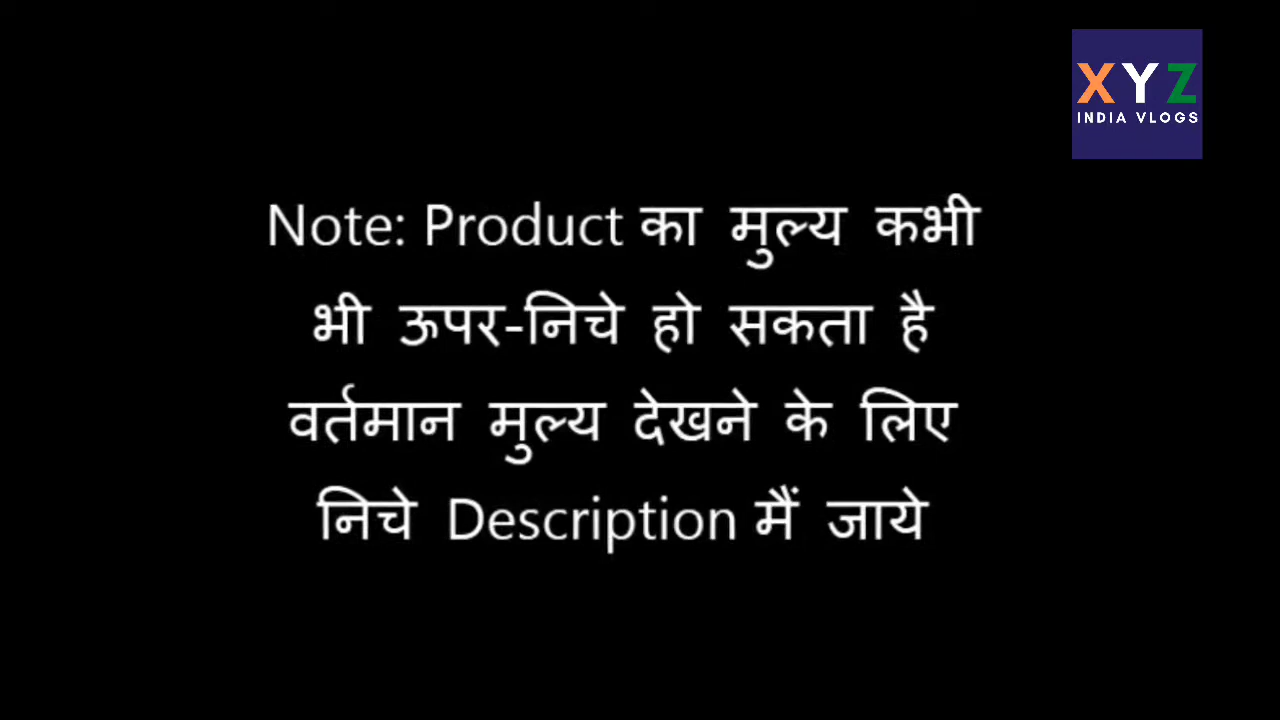 XYZ
INDIA VLOGS
Note: Product का मुल्य कभी
भी ऊपर-निचे हो सकता है
वर्तमान मुल्य देखने के लिए
निचे Description मैं जाये